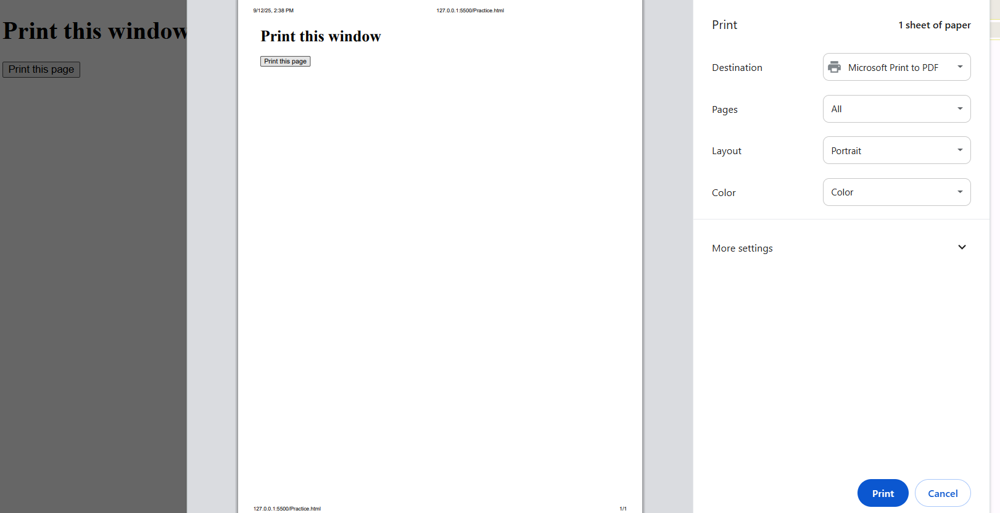 Print this window
Print this page
9/12/25, 2:38 PM
127.0.0.1:5500/Practice.html
Print this window
Print this page
127.0.0.1:5500/Practice.html
1/1
Print
1 sheet of paper
Destination
Microsoft Print to PDF
Pages
All
Layout
Portrait
Color
Color
More settings
Print
Cancel